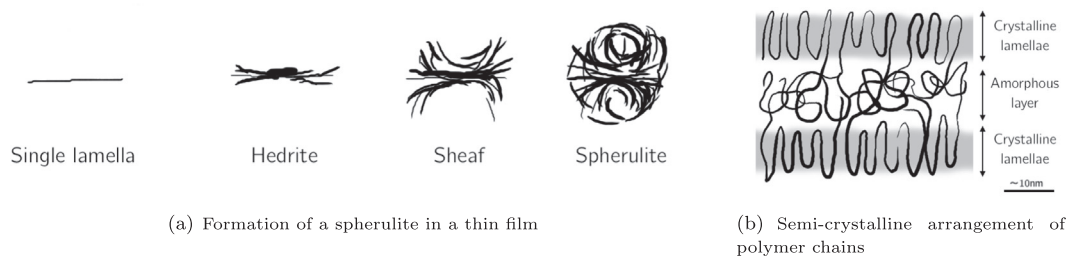 Single lamella
Hedrite
Sheaf
Spherulite
(a) Formation of a spherulite in a thin film
Crystalline
lamellae
Amorphous
layer
Crystalline
lamellae
~10nm
(b) Semi-crystalline arrangement of
polymer chains